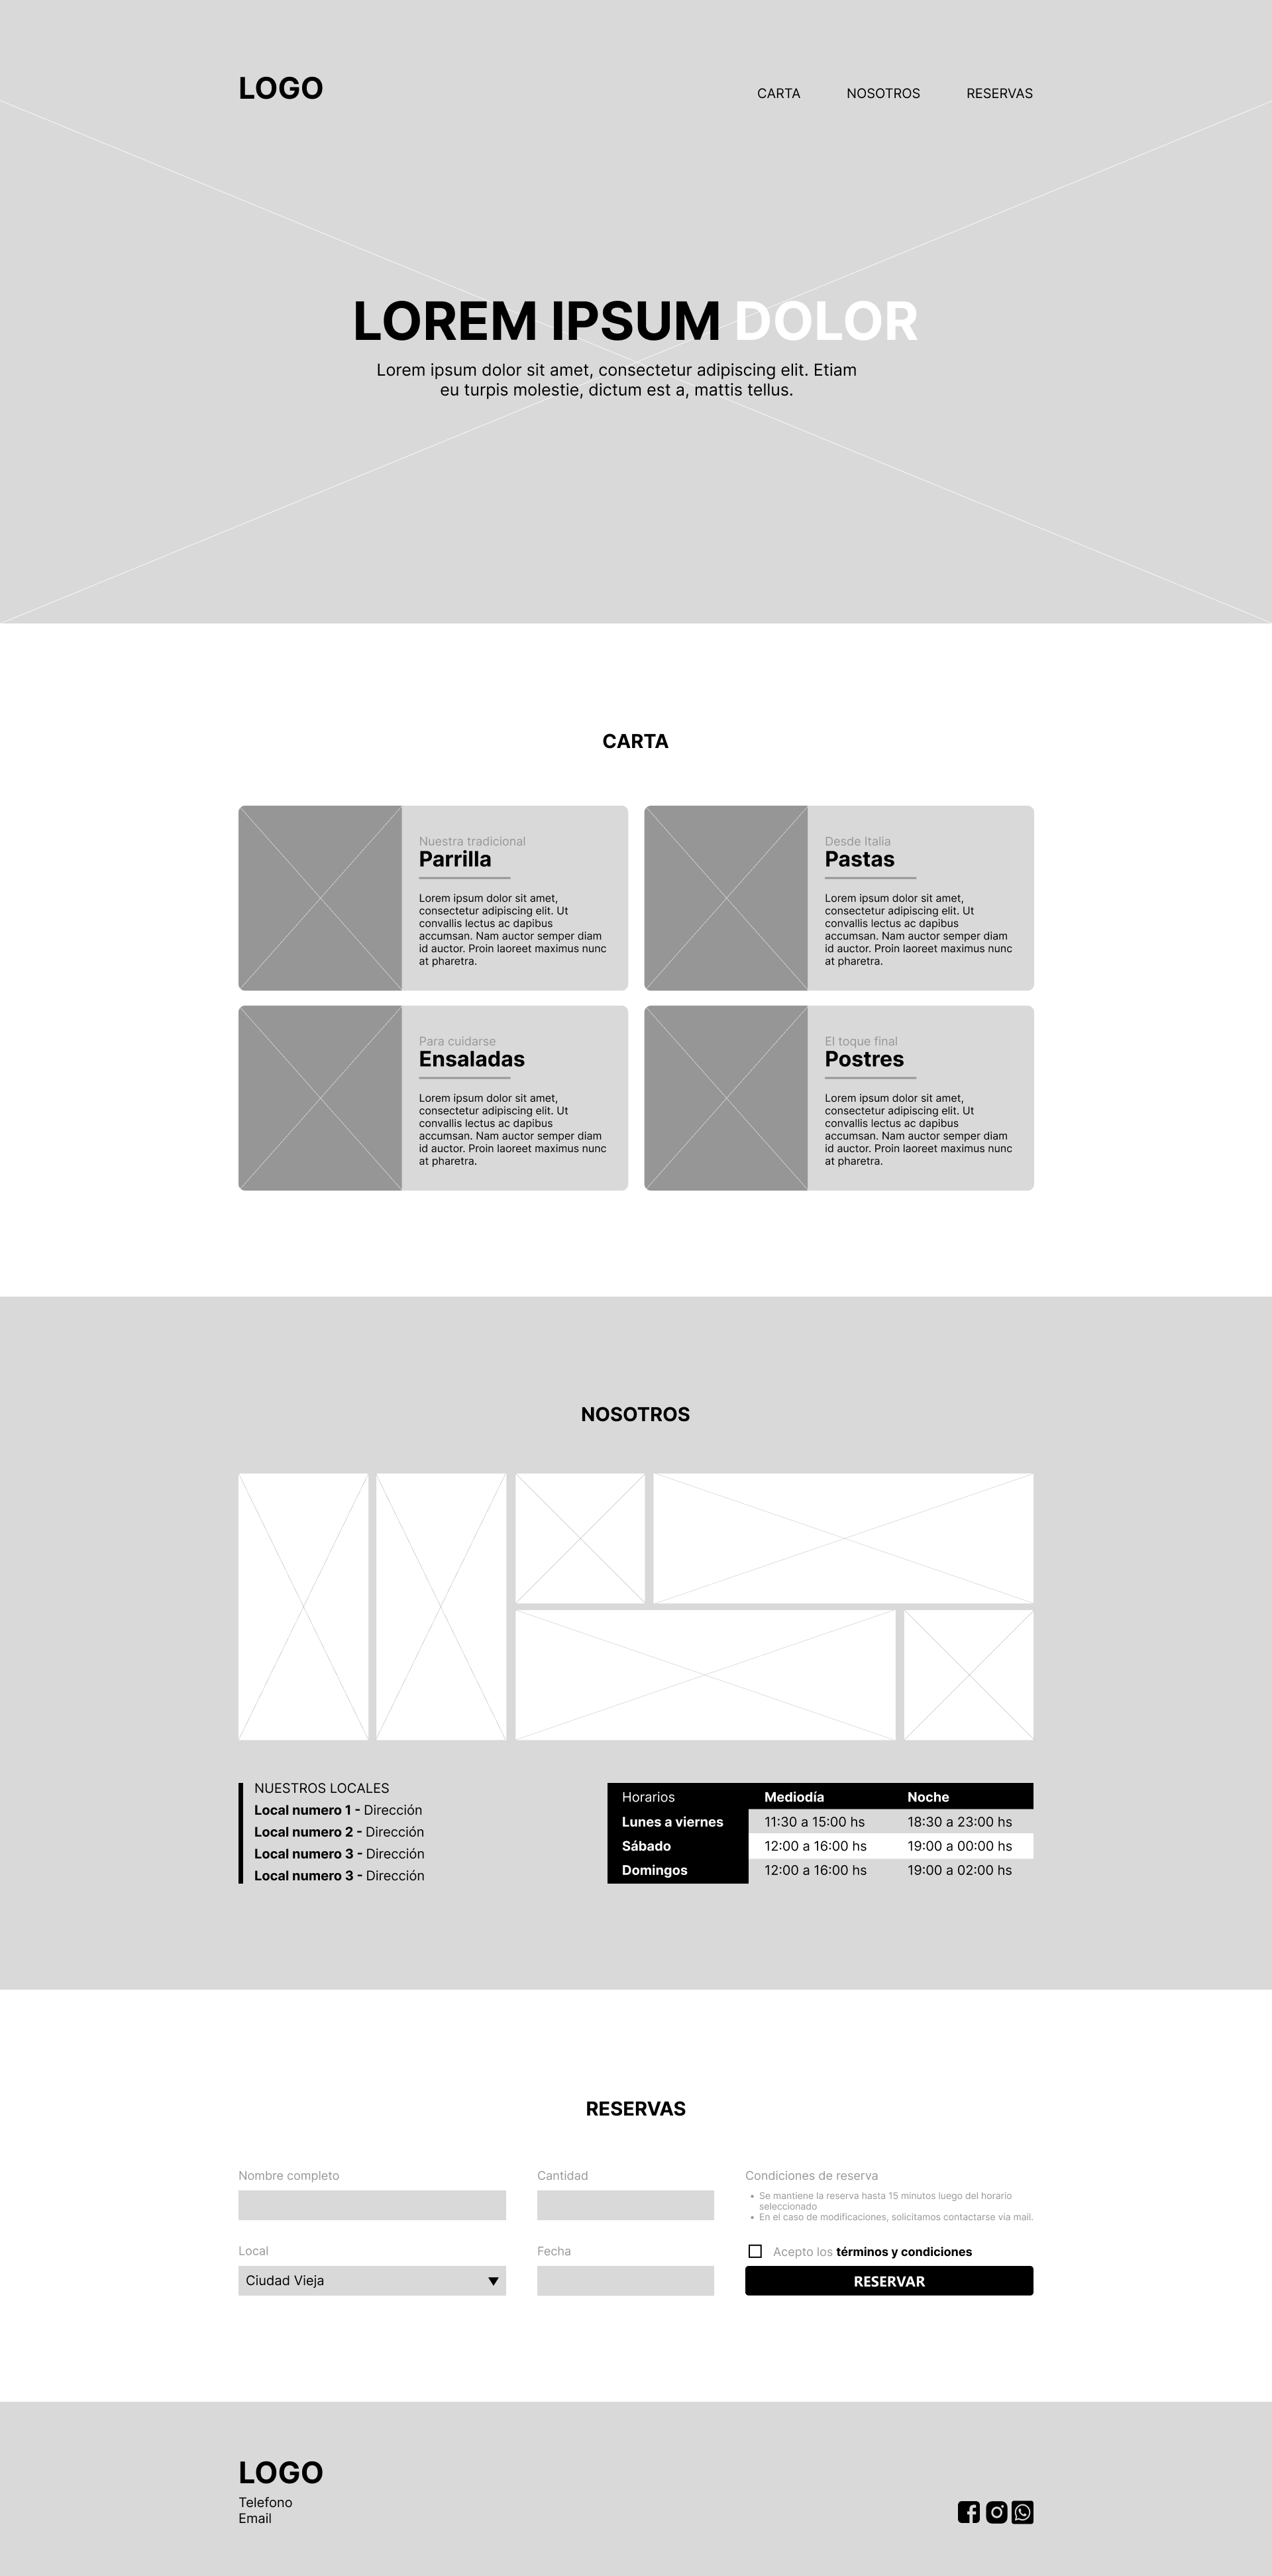 LOGO
CARTA NOSOTROS RESERVAS
LOREM IPSUM DOLOR
Lorem ipsum dolor sit amet, consectetur adipiscing elit. Etiam
eu turpis molestie, dictum est a, mattis tellus.
CARTA
Nuestra tradicional
Parrilla
Lorem ipsum dolor sit amet,
consectetur adipiscing elit. Ut
convallis lectus ac dapibus
accumsan. Nam auctor semper diam
id auctor. Proin laoreet maximus nunc
at pharetra.
Desde Italia
Pastas
Lorem ipsum dolor sit amet,
consectetur adipiscing elit. Ut
convallis lectus ac dapibus
accumsan. Nam auctor semper diam
id auctor. Proin laoreet maximus nunc
at pharetra.
Para cuidarse
Ensaladas
Lorem ipsum dolor sit amet,
consectetur adipiscing elit. Ut
convallis lectus ac dapibus
accumsan. Nam auctor semper diam
id auctor. Proin laoreet maximus nunc
at pharetra.
El toque final
Postres
Lorem ipsum dolor sit amet,
consectetur adipiscing elit. Ut
convallis lectus ac dapibus
accumsan. Nam auctor semper diam
id auctor. Proin laoreet maximus nunc
at pharetra.
NOSOTROS
NUESTROS LOCALES
Local numero 1 - Dirección
Local numero 2 - Dirección
Local numero 3 - Dirección
Local numero 3 - Dirección
Horarios Mediodía Noche
Lunes a viernes 11:30 a 15:00 hs 18:30 a 23:00 hs
Sábado 12:00 a 16:00 hs 19:00 a 00:00 hs
Domingos 12:00 a 16:00 hs 19:00 a 02:00 hs
RESERVAS
Nombre completo
Cantidad
Condiciones de reserva
• Se mantiene la reserva hasta 15 minutos luego del horario
seleccionado
• En el caso de modificaciones, solicitamos contactarse via mail.
Local
Ciudad Vieja
Fecha
Acepto los términos y condiciones
RESERVAR
LOGO
Telefono
Email